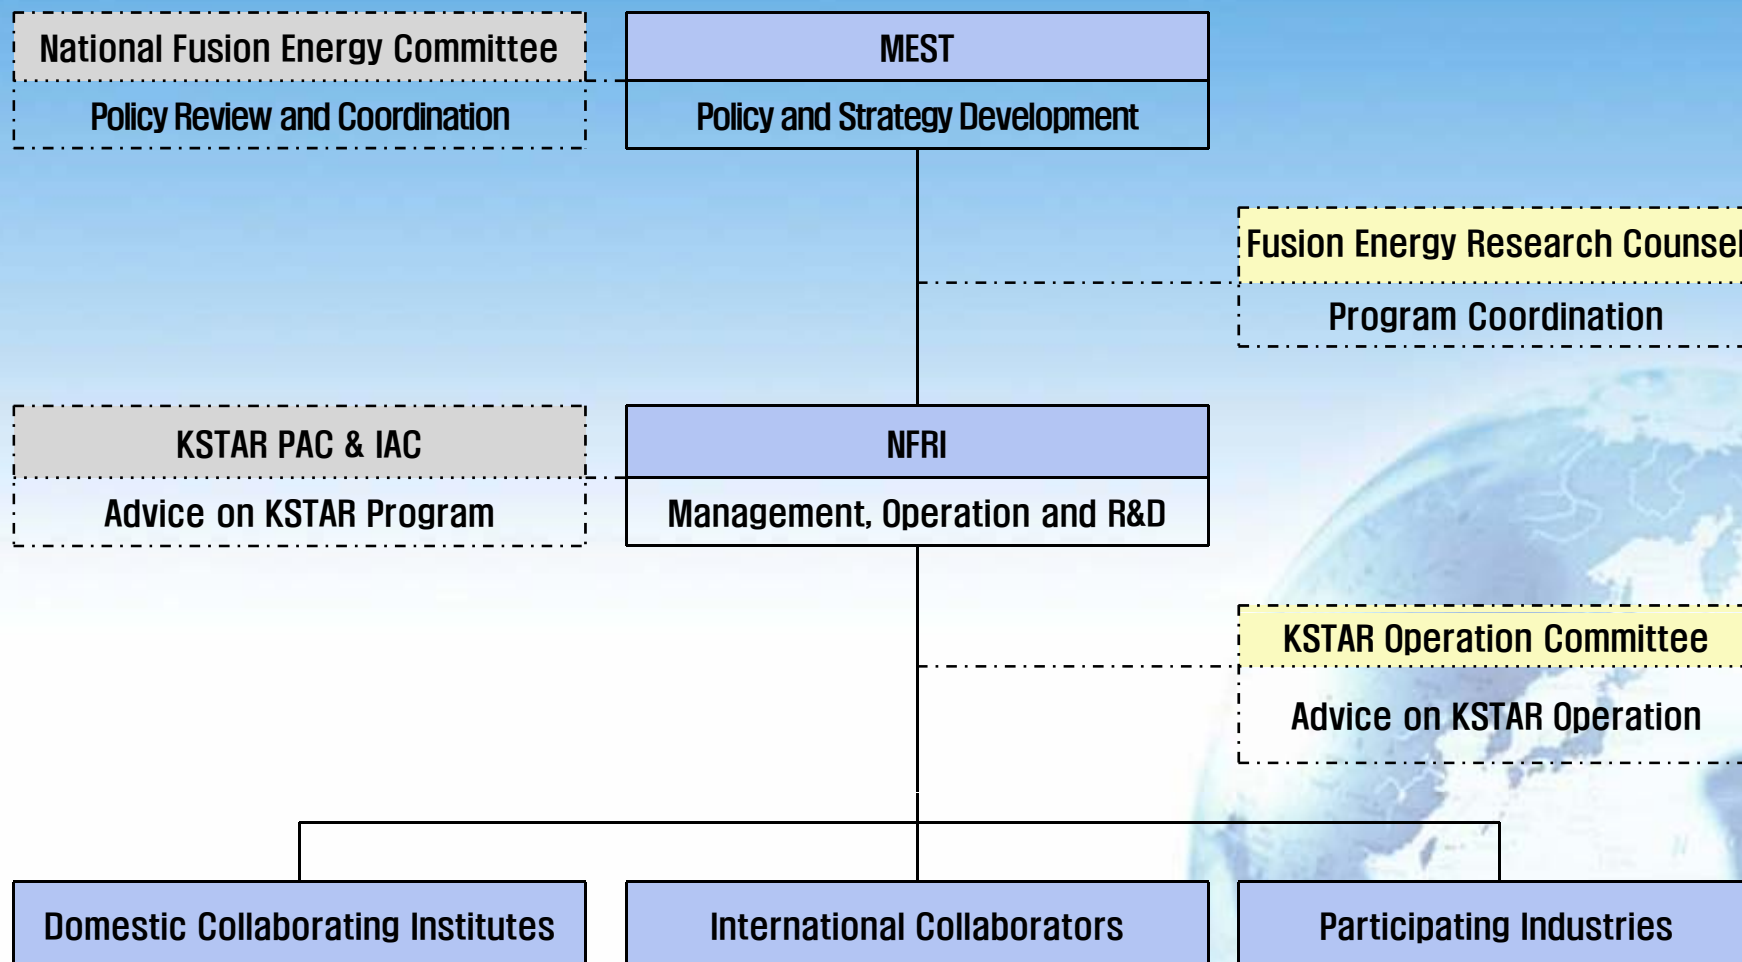 National Fusion Energy Committee
Policy Review and Coordination
MEST
Policy and Strategy Development
Fusion Energy Research Counsel
Program Coordination
KSTAR PAC & IAC
Advice on KSTAR Program
NFRI
Management, Operation and R&D
KSTAR Operation Committee
Advice on KSTAR Operation
Domestic Collaborating Institutes
International Collaborators
Participating Industries